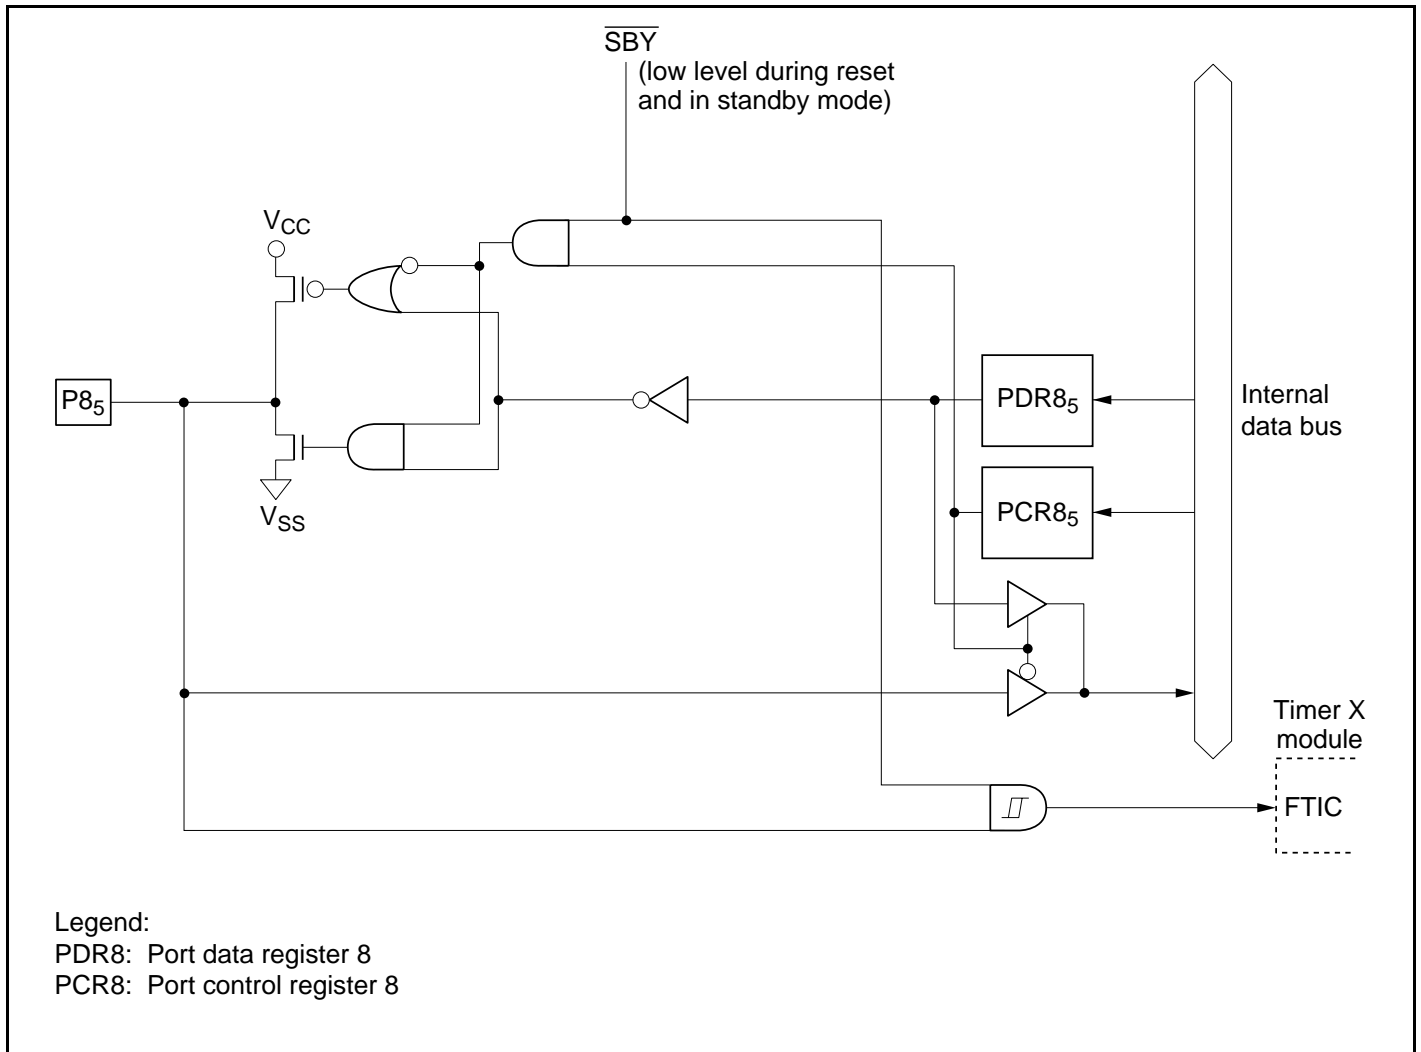 SBY
(low level during reset
and in standby mode)
VCC
P85
PDR85
Internal
data bus
PCR85
VSS
Timer X
module
FTIC
Legend:
PDR8: Port data register 8
PCR8: Port control register 8